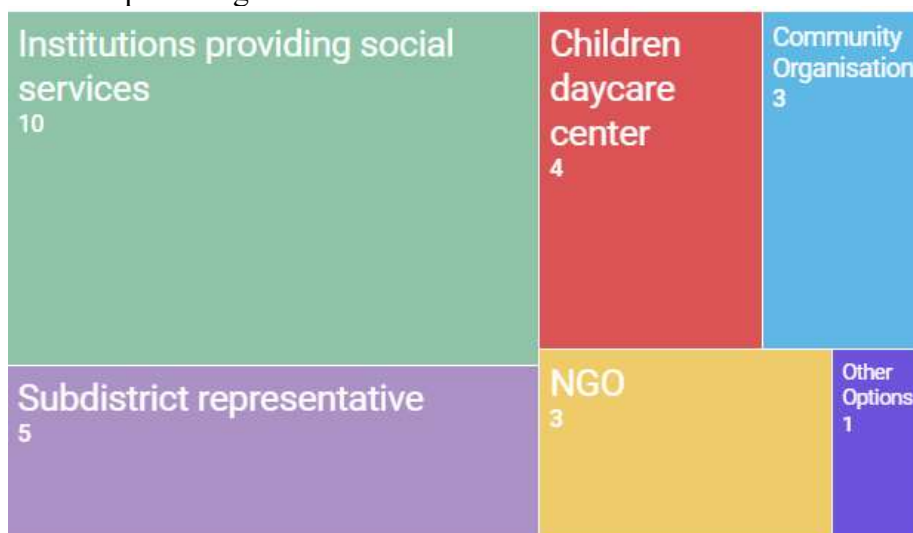 Institutions providing social
services
10
Children
daycare
center
4
Community
Organisation
3
Subdistrict representative
5
NGO
3
Other
Options
1